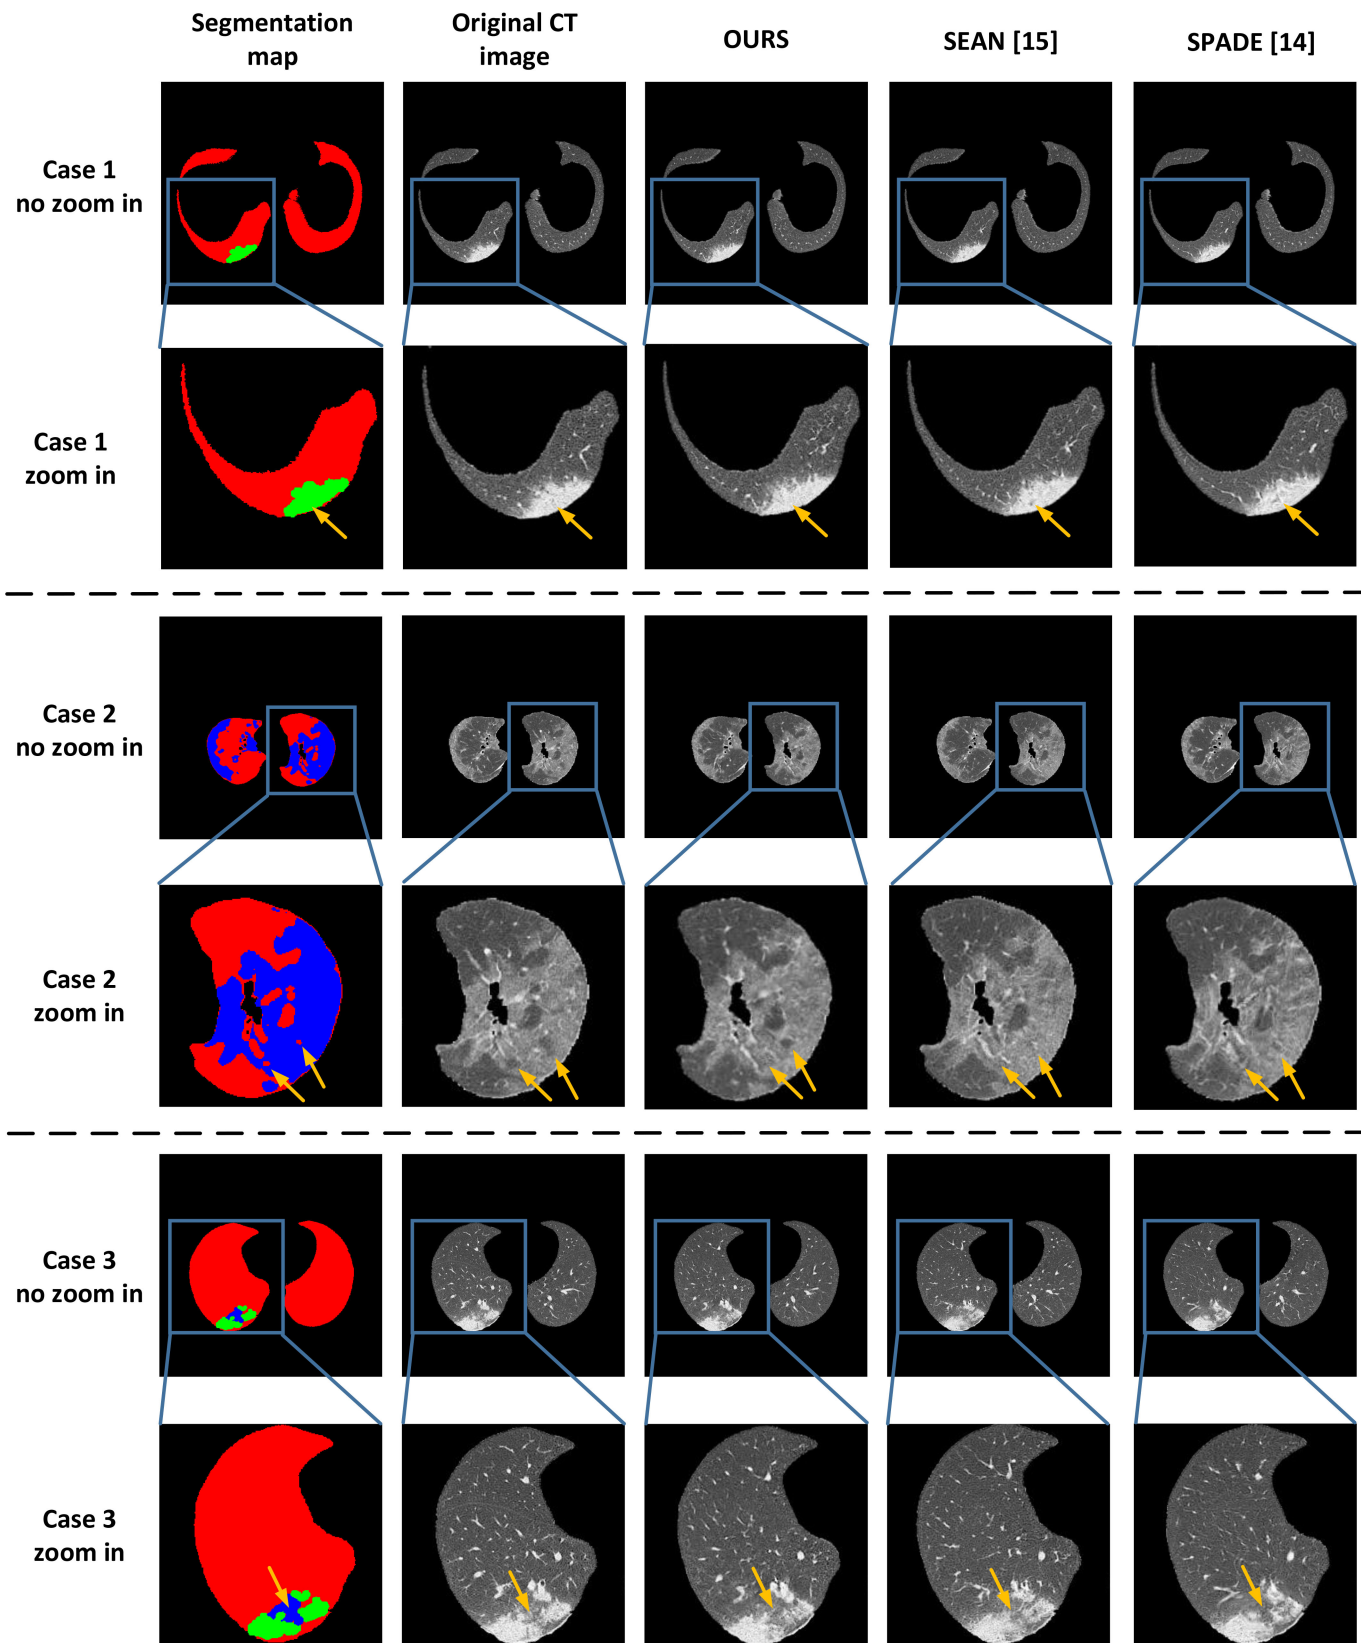 Segmentation
map
Original CT
image
OURS
SEAN [15]
SPADE [14]
Case 1
no zoom in
Case 1
zoom in
Case 2
no zoom in
Case 2
zoom in
Case 3
no zoom in
Case 3
zoom in